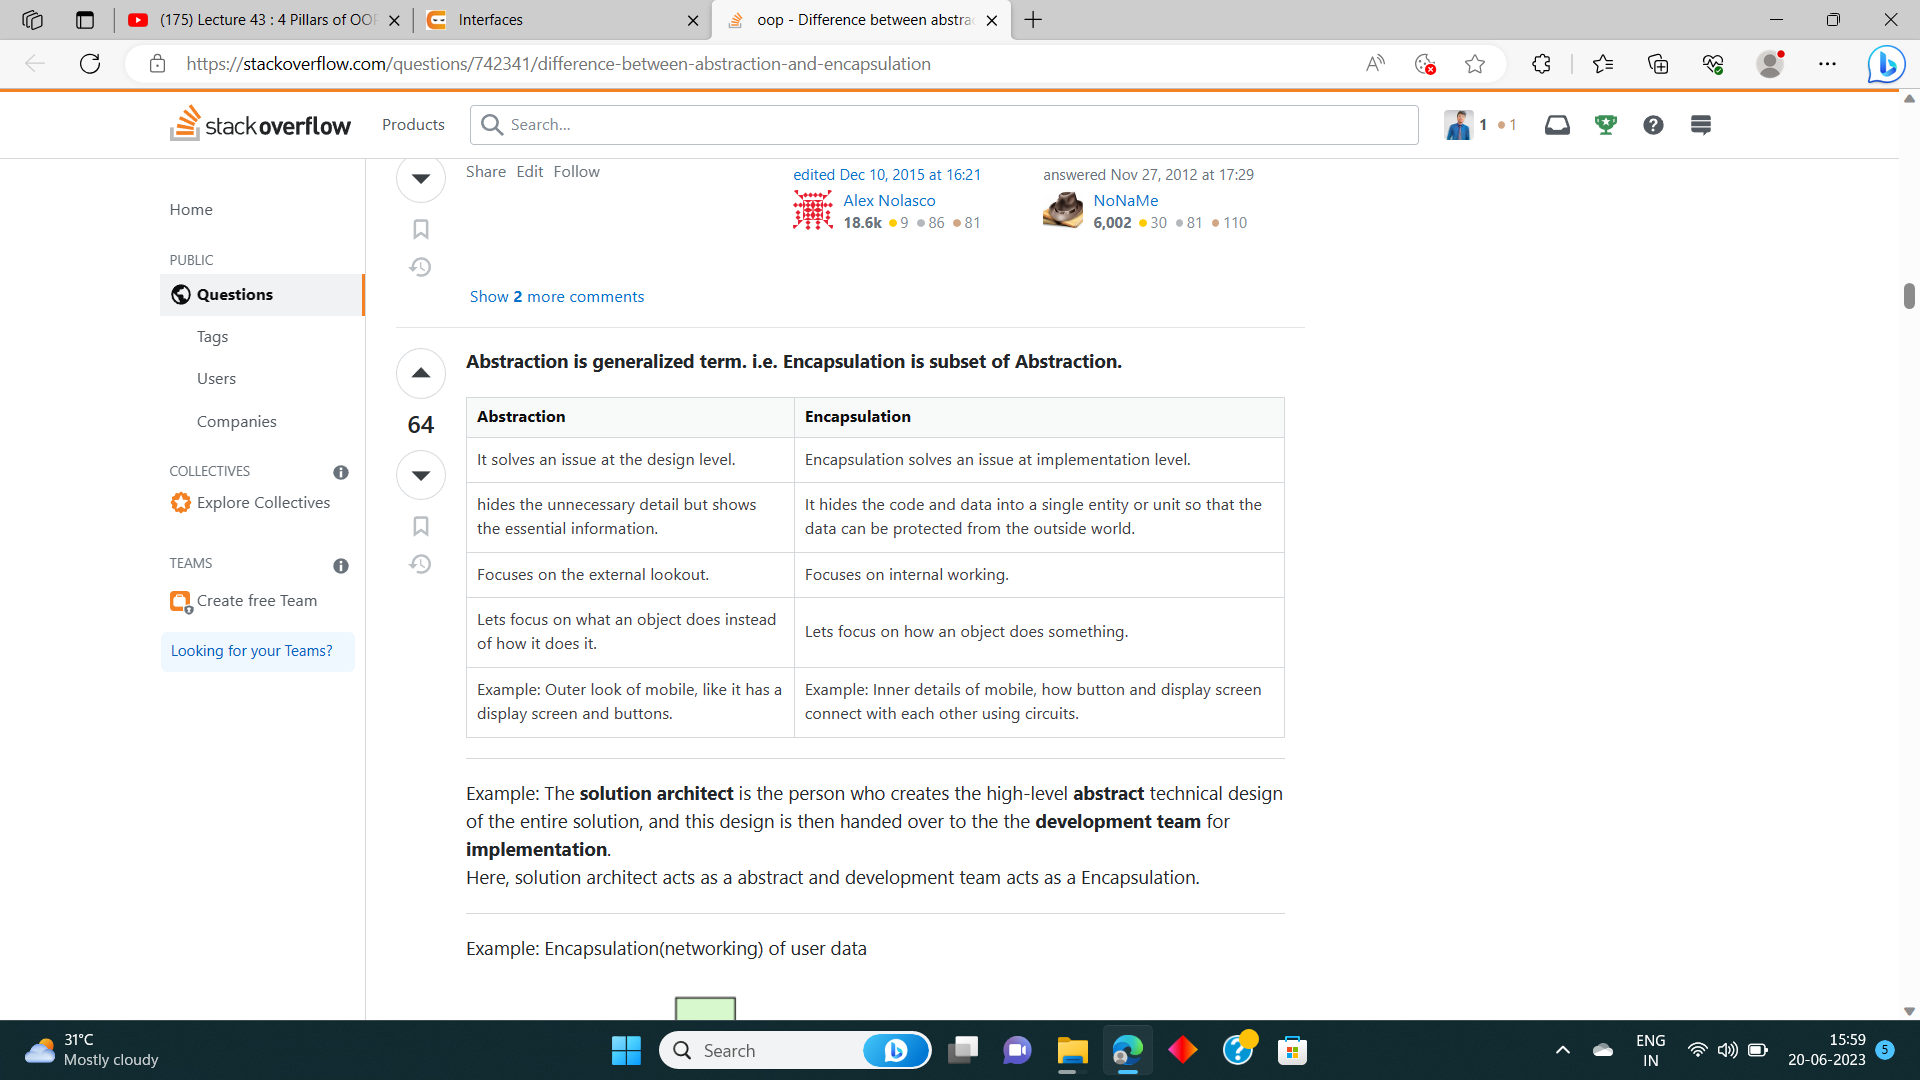 (175) Lecture 43 : 4 Pillars of OOP
Interfaces
oop - Difference between abstra
https://stackoverflow.com/questions/742341/difference-between-abstraction-and-encapsulation
stackoverflow
Products
Search...
1 1
Home
PUBLIC
Questions
Tags
Users
Companies
COLLECTIVES
Explore Collectives
TEAMS
Create free Team
Looking for your Teams?
Share Edit Follow
edited Dec 10, 2015 at 16:21
Alex Nolasco
18.6k 9 86 81
answered Nov 27, 2012 at 17:29
NoNaMe
6,002 30 81 110
Show 2 more comments
64
Abstraction is generalized term. i.e. Encapsulation is subset of Abstraction.
Abstraction
Encapsulation
It solves an issue at the design level.
Encapsulation solves an issue at implementation level.
hides the unnecessary detail but shows
the essential information.
It hides the code and data into a single entity or unit so that the
data can be protected from the outside world.
Focuses on the external lookout.
Focuses on internal working.
Lets focus on what an object does instead
of how it does it.
Lets focus on how an object does something.
Example: Outer look of mobile, like it has a
display screen and buttons.
Example: Inner details of mobile, how button and display screen
connect with each other using circuits.
Example: The solution architect is the person who creates the high-level abstract technical design
of the entire solution, and this design is then handed over to the the development team for
implementation.
Here, solution architect acts as a abstract and development team acts as a Encapsulation.
Example: Encapsulation(networking) of user data
31°C
Mostly cloudy
Search
ENG
IN
15:59
20-06-2023
5